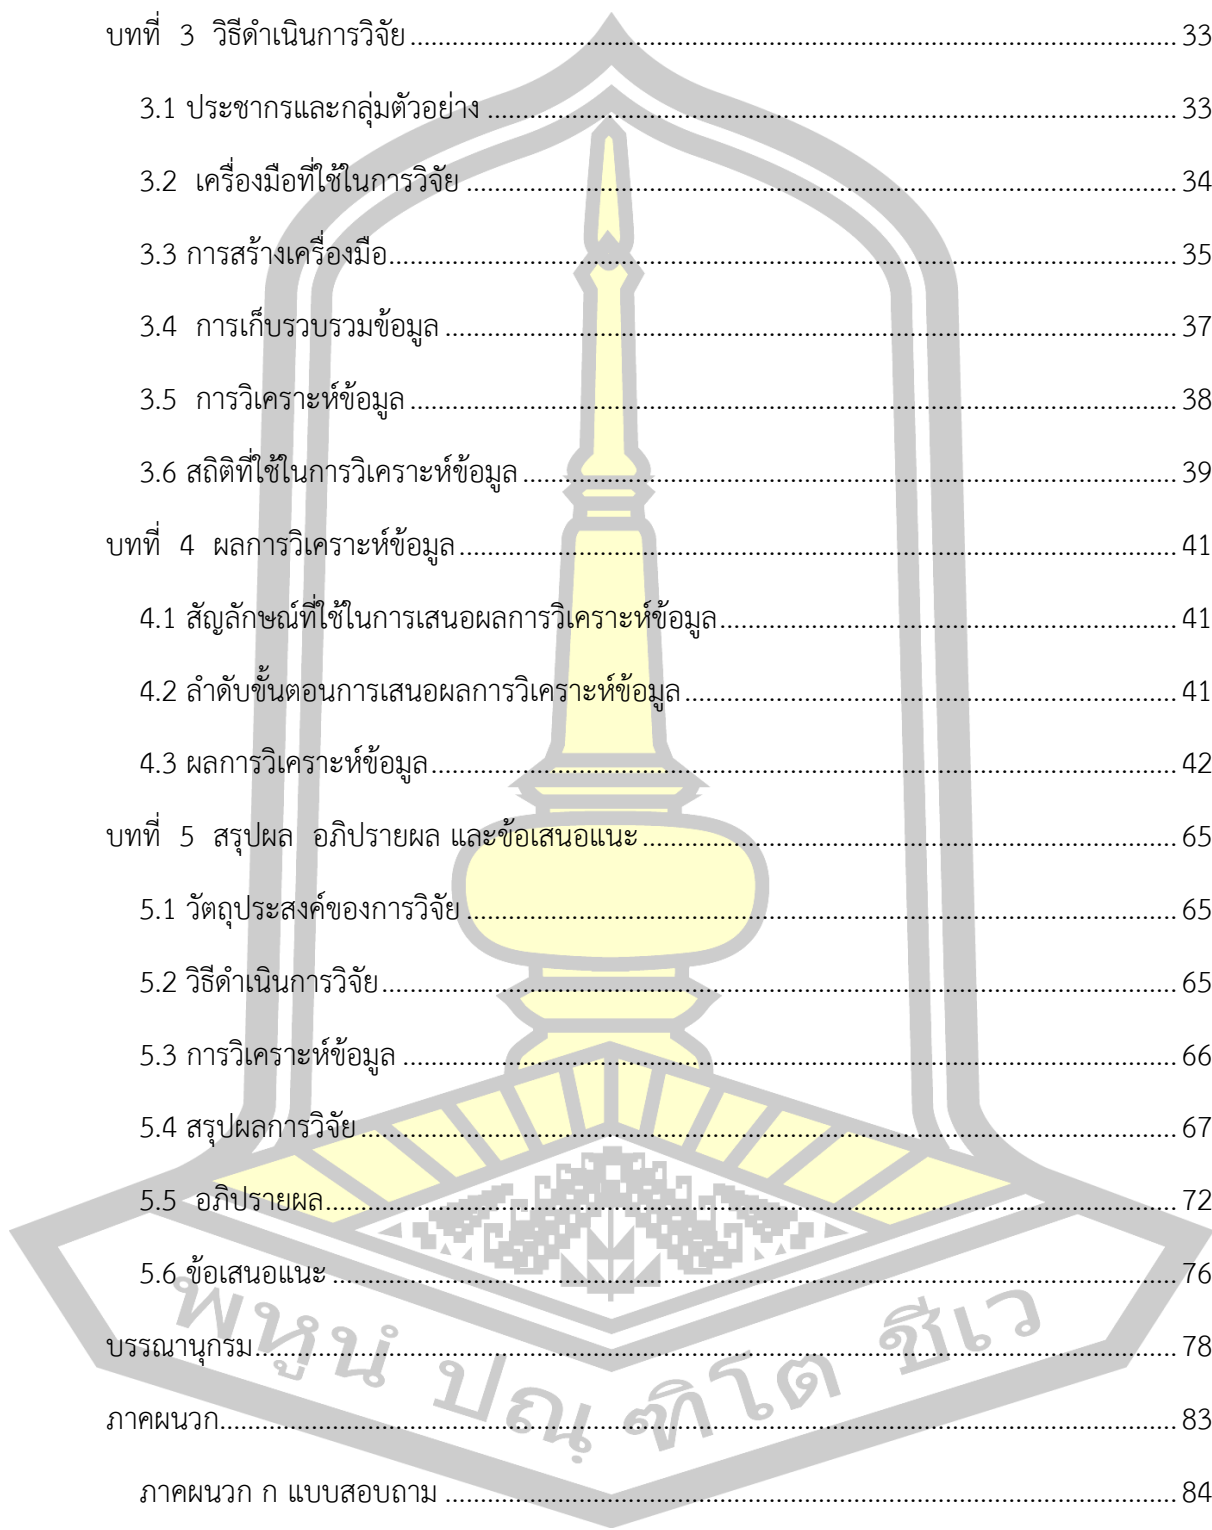 บทที่ 3 วิธีดำเนินการวิจัย 33
3.1 ประชากรและกลุ่มตัวอย่าง 33
3.2 เครื่องมือที่ใช้ในการวิจัย 34
3.3 การสร้างเครื่องมือ 35
3.4 การเก็บรวบรวมข้อมูล 37
3.5 การวิเคราะห์ข้อมูล 38
3.6 สถิติที่ใช้ในการวิเคราะห์ข้อมูล 39
บทที่ 4 ผลการวิเคราะห์ข้อมูล 41
4.1 สัญลักษณ์ที่ใช้ในการเสนอผลการวิเคราะห์ข้อมูล 41
4.2 ลำดับขั้นตอนการเสนอผลการวิเคราะห์ข้อมูล 41
4.3 ผลการวิเคราะห์ข้อมูล 42
บทที่ 5 สรุปผล อภิปรายผล และข้อเสนอแนะ 65
5.1 วัตถุประสงค์ของการวิจัย 65
5.2 วิธีดำเนินการวิจัย 65
5.3 การวิเคราะห์ข้อมูล 66
5.4 สรุปผลการวิจัย 67
5.5 อภิปรายผล 72
5.6 ข้อเสนอแนะ 76
บรรณานุกรม 78
ภาคผนวก 83
ภาคผนวก ก แบบสอบถาม 84
พหูนํ ปณฺฑิโต ชีเว